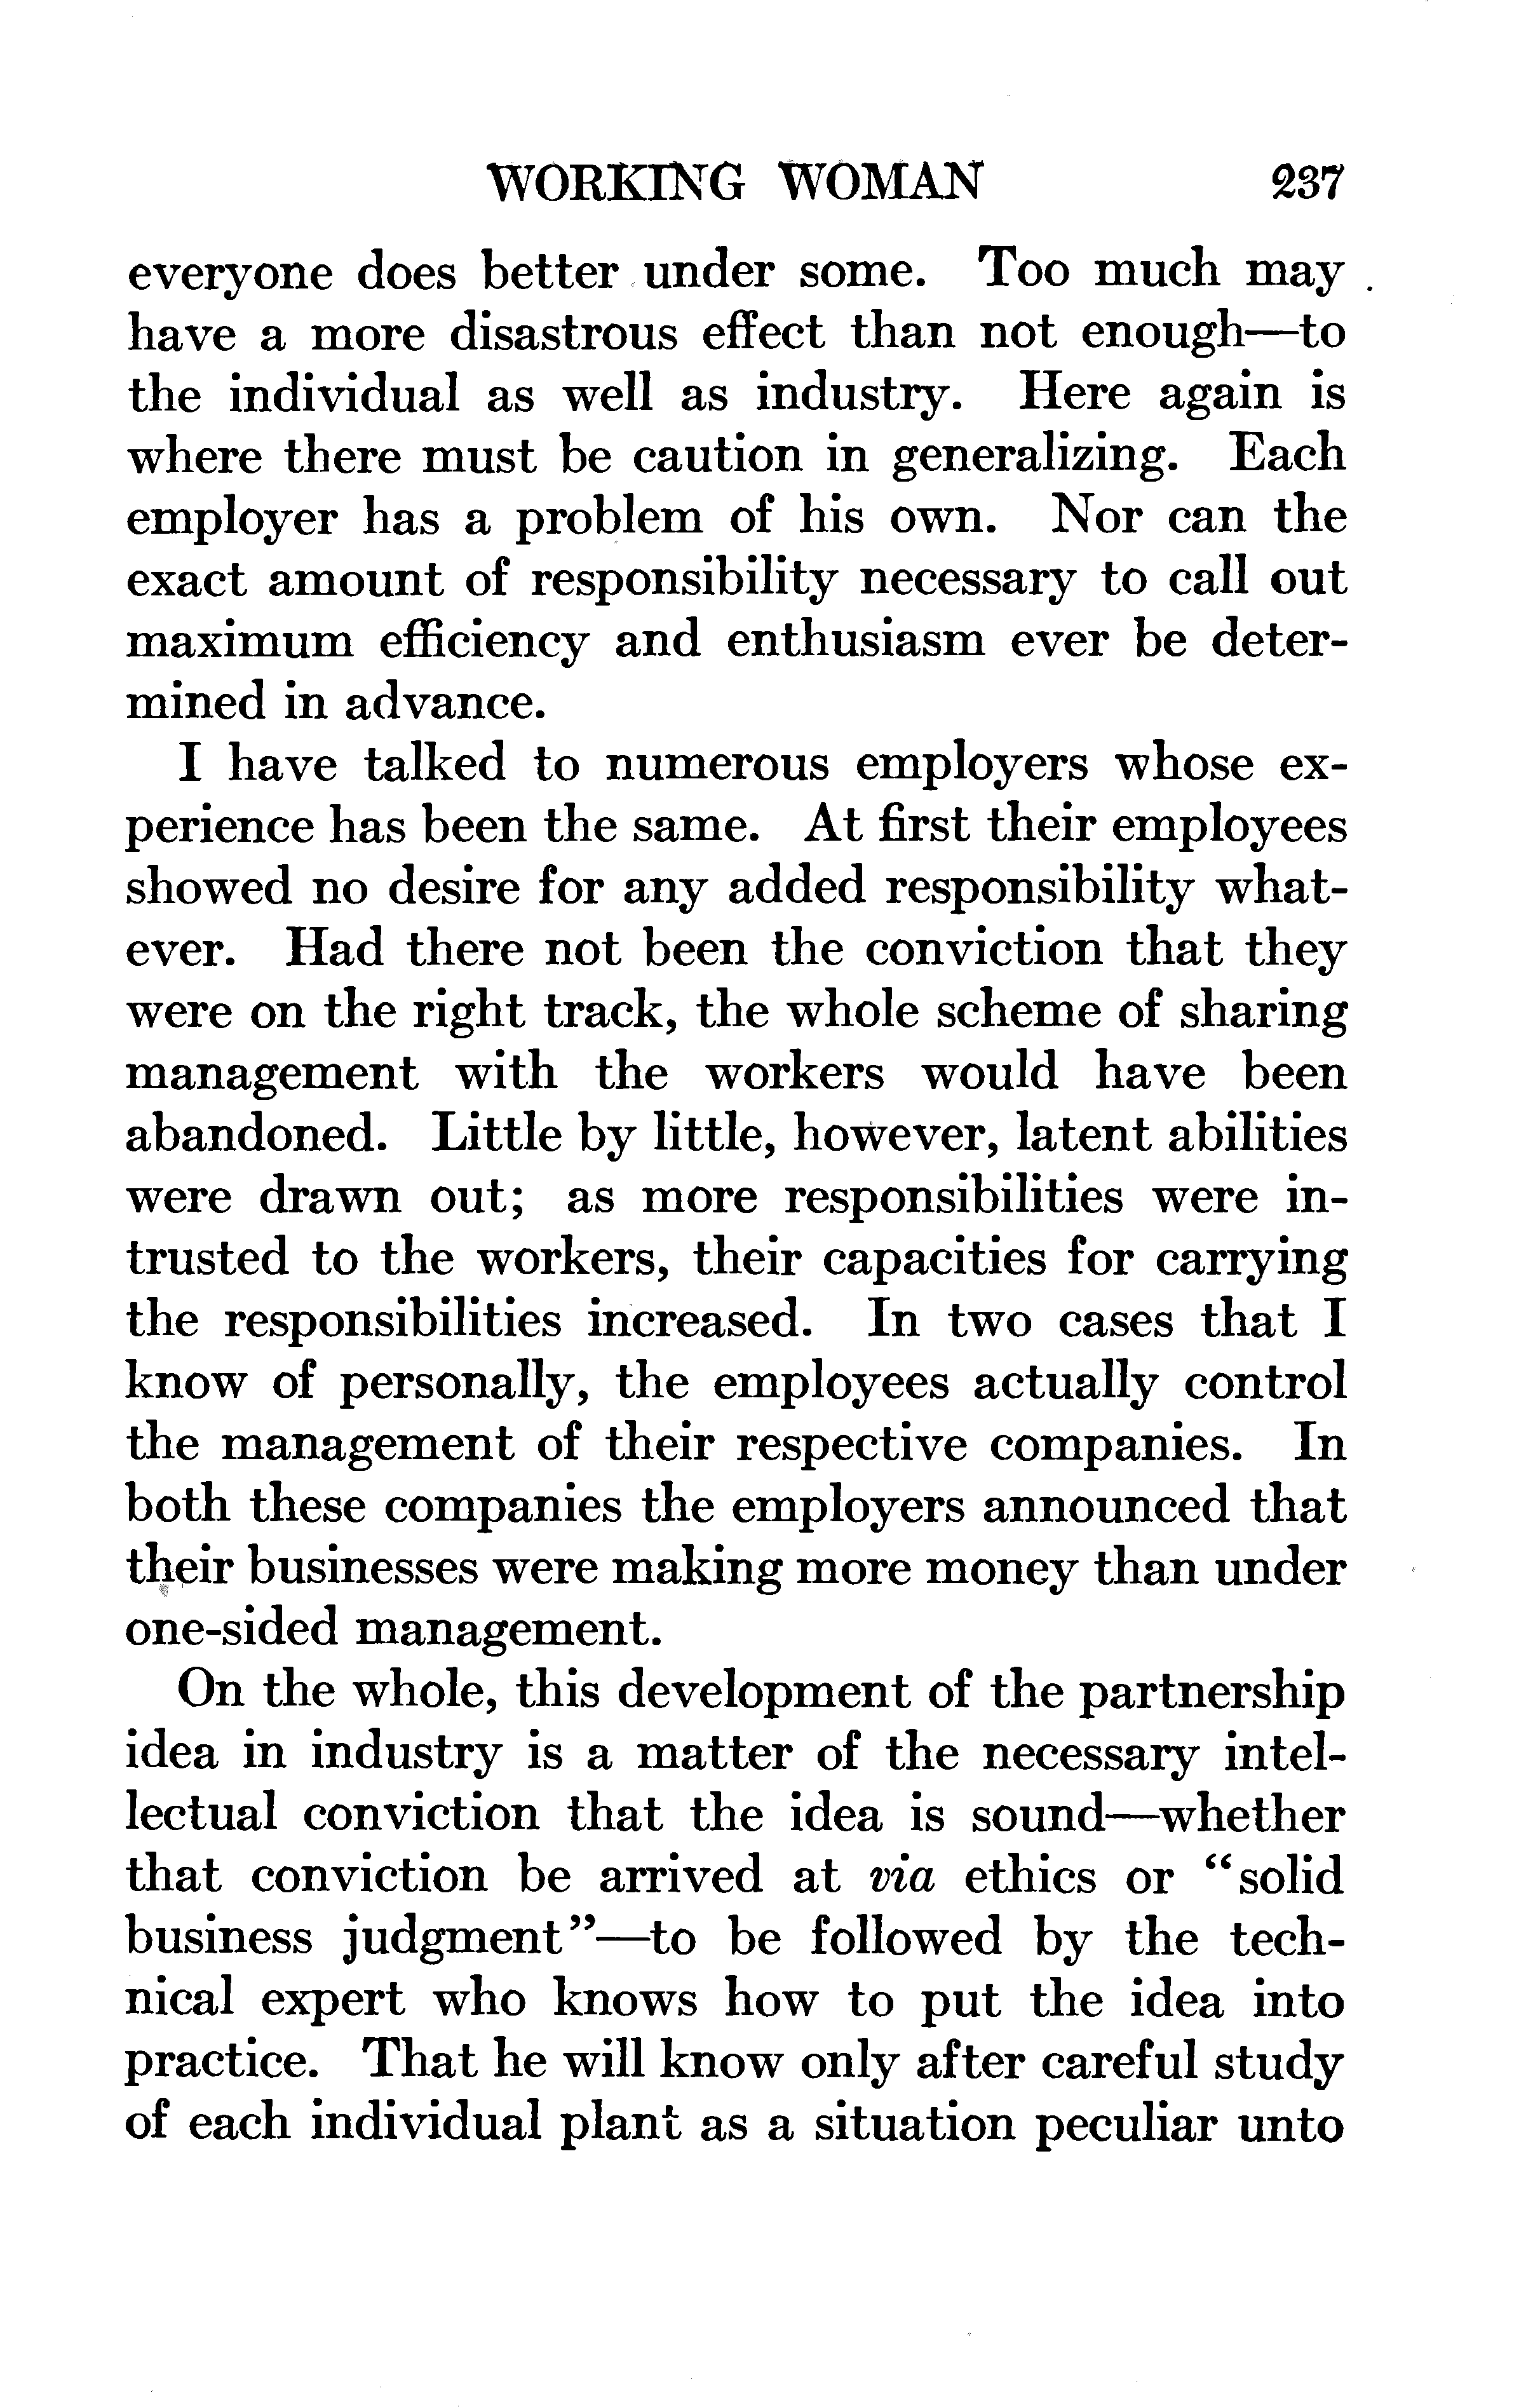 WORKING WOMAN 237
everyone does better under some. Too much may
have a more disastrous effect than not enough—to
the individual as well as industry. Here again is
where there must be caution in generalizing. Each
employer has a problem of his own. Nor can the
exact amount of responsibility necessary to call out
maximum efficiency and enthusiasm ever be deter-
mined in advance.
I have talked to numerous employers whose ex-
perience has been the same. At first their employees
showed no desire for any added responsibility what-
ever. Had there not been the conviction that they
were on the right track, the whole scheme of sharing
management with the workers would have been
abandoned. Little by little, however, latent abilities
were drawn out; as more responsibilities were in-
trusted to the workers, their capacities for carrying
the responsibilities increased. In two cases that I
know of personally, the employees actually control
the management of their respective companies. In
both these companies the employers announced that
their businesses were making more money than under
one-sided management.
On the whole, this development of the partnership
idea in industry is a matter of the necessary intel-
lectual conviction that the idea is sound—whether
that conviction be arrived at via ethics or “solid
business judgment”—to be followed by the tech-
nical expert who knows how to put the idea into
practice. That he will know only after careful study
of each individual plant as a situation peculiar unto